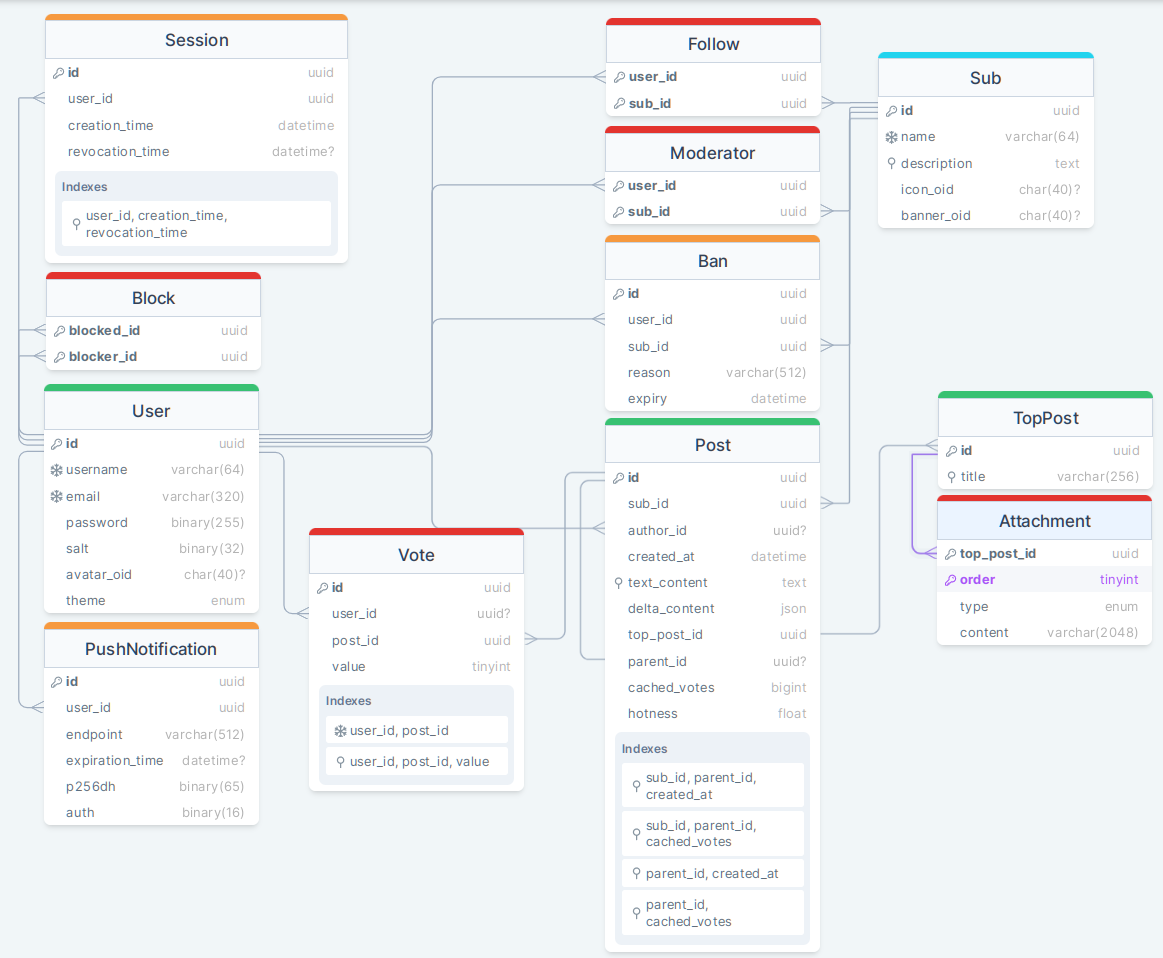 Session
id uuid
user_id uuid
creation_time datetime
revocation_time datetime?
Indexes
user_id, creation_time,
revocation_time
Block
blocked_id uuid
blocker_id uuid
User
id uuid
username varchar(64)
email varchar(320)
password binary(255)
salt binary(32)
avatar_oid char(40)?
theme enum
PushNotification
id uuid
user_id uuid
endpoint varchar(512)
expiration_time datetime?
p256dh binary(65)
auth binary(16)
Vote
id uuid
user_id uuid?
post_id uuid
value tinyint
Indexes
user_id, post_id
user_id, post_id, value
Follow
user_id uuid
sub_id uuid
Moderator
user_id uuid
sub_id uuid
Ban
id uuid
user_id uuid
sub_id uuid
reason varchar(512)
expiry datetime
Post
id uuid
sub_id uuid
author_id uuid?
created_at datetime
text_content text
delta_content json
top_post_id uuid
parent_id uuid?
cached_votes bigint
hotness float
Indexes
sub_id, parent_id,
created_at
sub_id, parent_id,
cached_votes
parent_id, created_at
parent_id,
cached_votes
Sub
id uuid
name varchar(64)
description text
icon_oid char(40)?
banner_oid char(40)?
TopPost
id uuid
title varchar(256)
Attachment
top_post_id uuid
order tinyint
type enum
content varchar(2048)